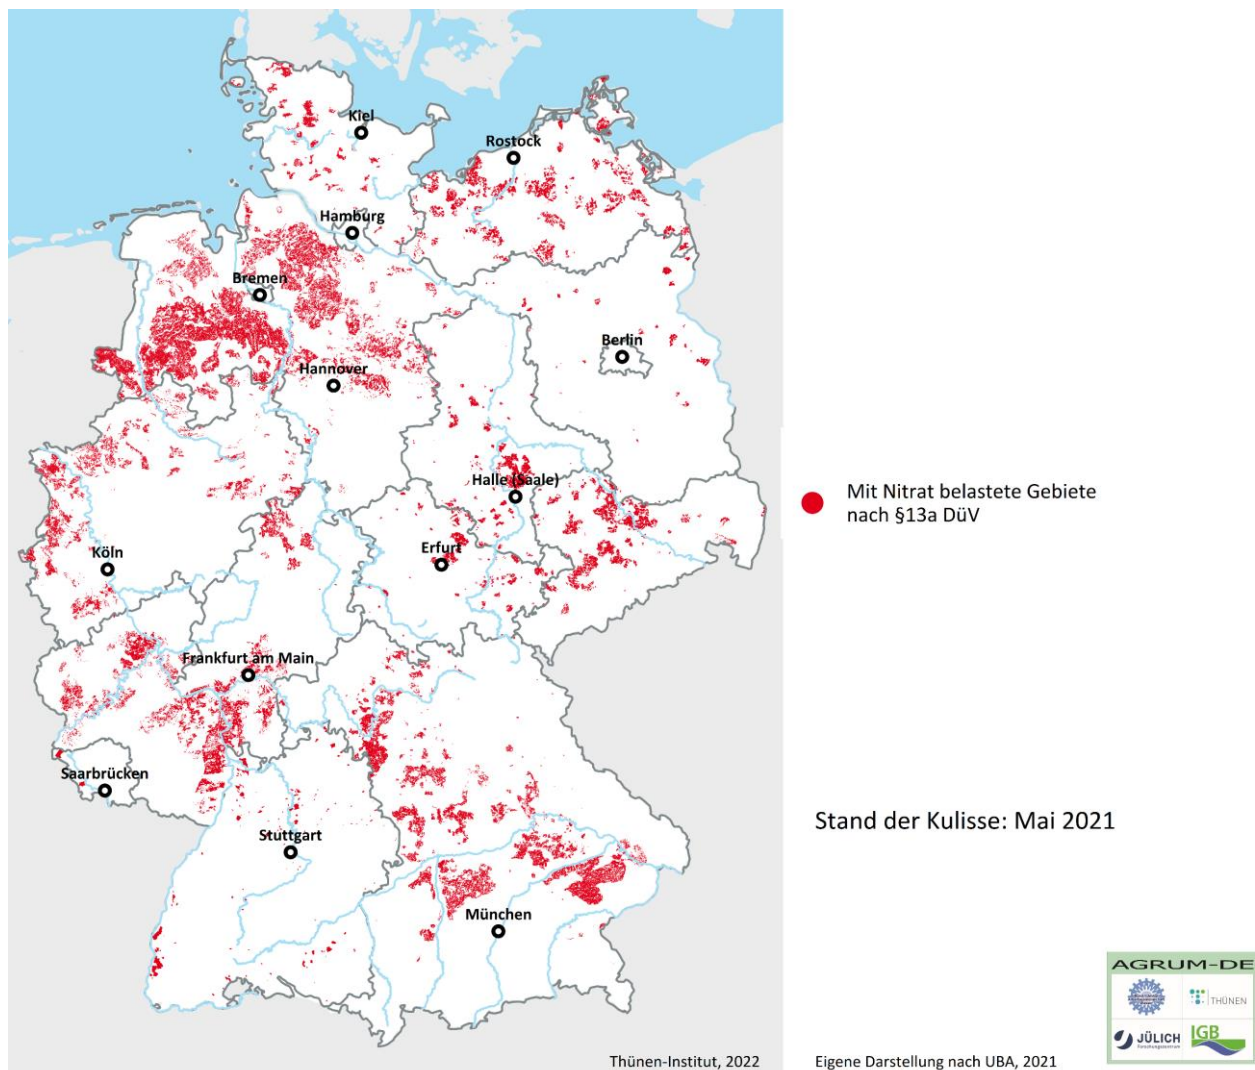 Kiel
Rostock
Hamburg
Bremen
Berlin
Hannover
Halle (Saale)
Mit Nitrat belastete Gebiete
nach §13a DüV
Köln
Erfurt
Frankfurt am Main
Saarbrücken
Stuttgart
Stand der Kulisse: Mai 2021
München
AGRUM-DE
THÜNEN
JÜLICH
Forschungszentrum
IGB
Thünen-Institut, 2022
Eigene Darstellung nach UBA, 2021